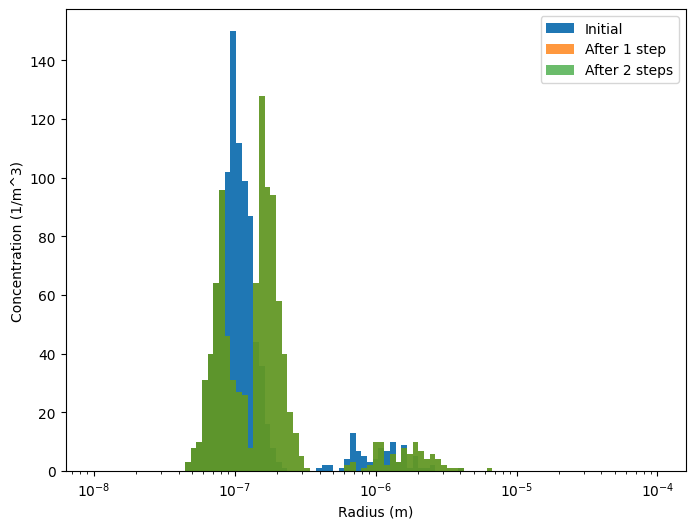 Initial
After 1 step
After 2 steps
Concentration (1/m^3)
140
120
100
80
60
40
20
0
10⁻⁸
10⁻⁷
10⁻⁶
10⁻⁵
10⁻⁴
Radius (m)